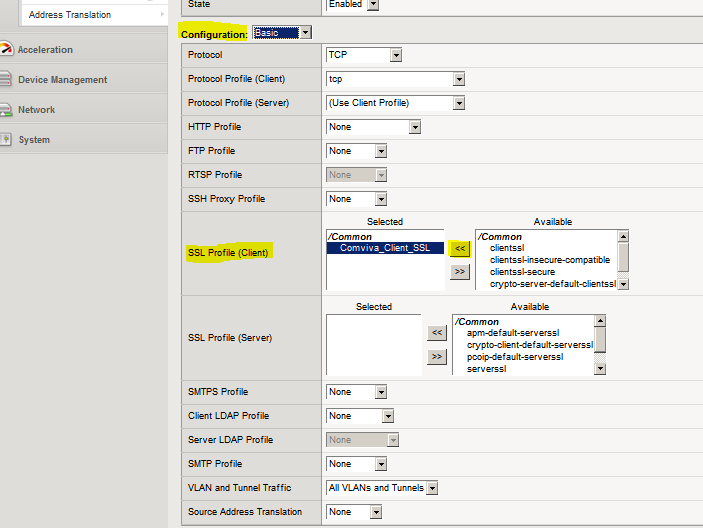 State Enabled
Address Translation
Configuration: Basic
Acceleration
Protocol TCP
Device Management
Protocol Profile (Client) tcp
Protocol Profile (Server) (Use Client Profile)
Network
HTTP Profile None
System
FTP Profile None
RTSP Profile None
SSH Proxy Profile None
Selected Available
/Common << /Common
Comviva_Client_SSL clientssl
SSL Profile (Client) clientssl-insecure-compatible
>> clientssl-secure
crypto-server-default-clientssl
Selected Available
/Common
<< apm-default-serverssl
SSL Profile (Server) crypto-client-default-serverssl
>> pcoip-default-serverssl
serverssl
SMTPS Profile None
Client LDAP Profile None
Server LDAP Profile None
SMTP Profile None
VLAN and Tunnel Traffic All VLANs and Tunnels
Source Address Translation None